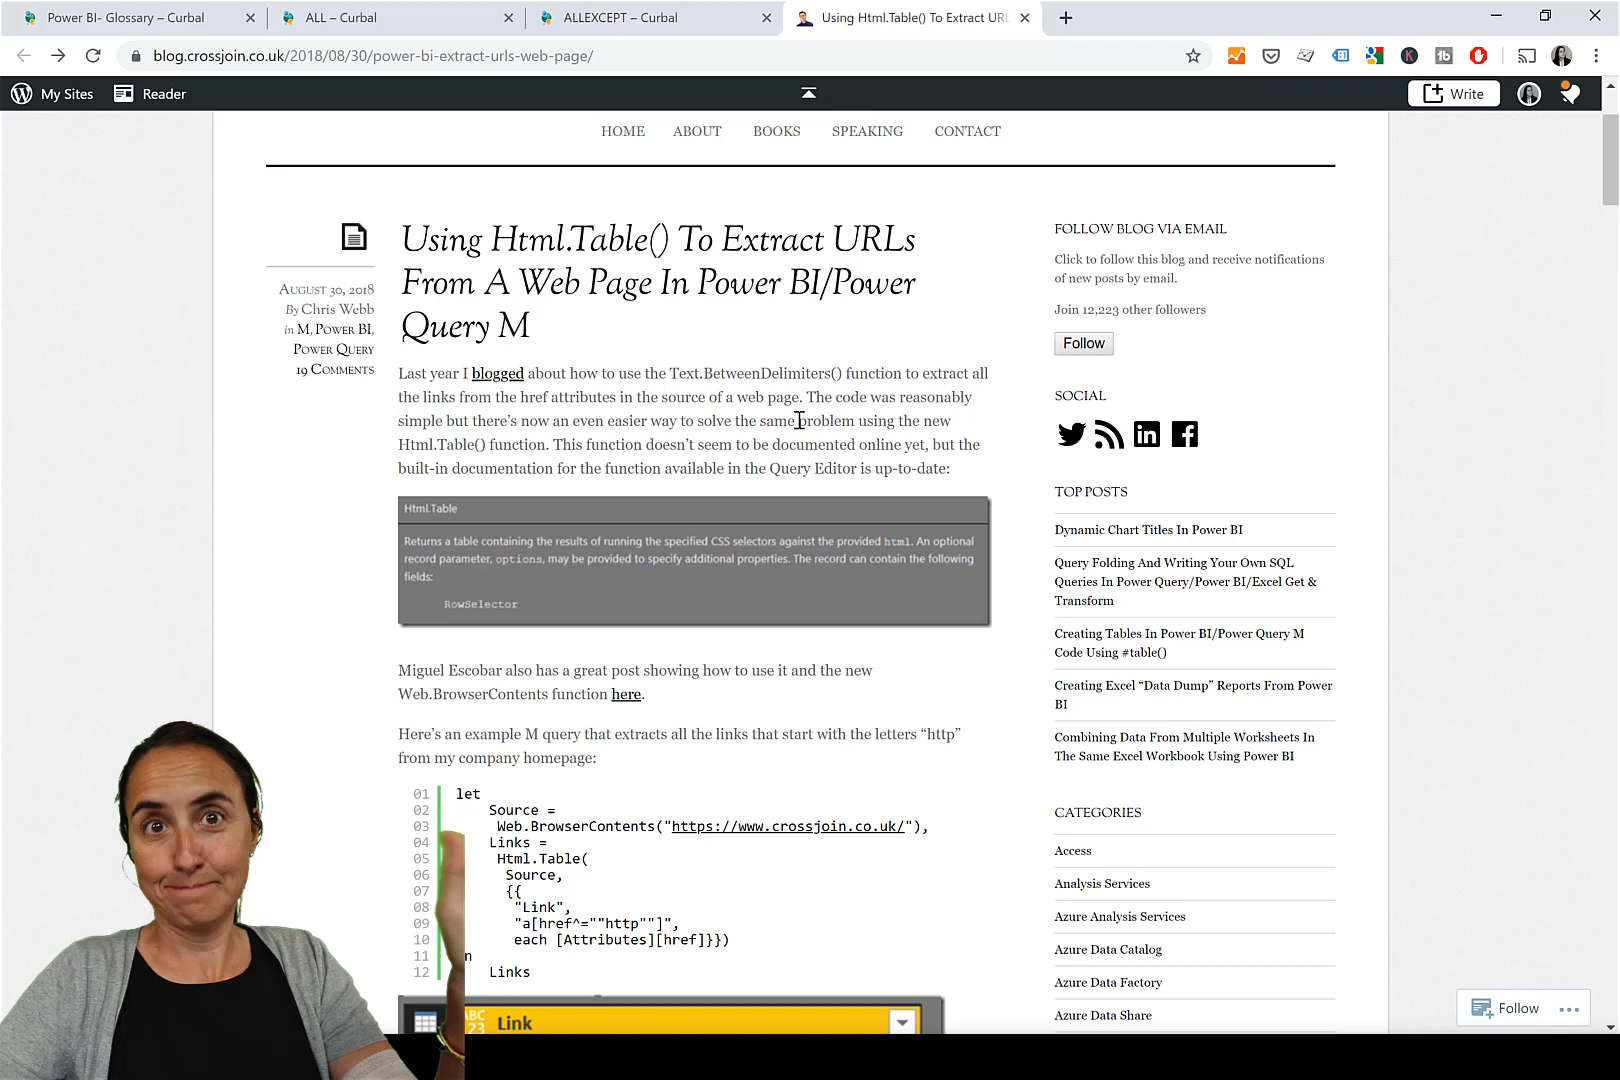 Power BI- Glossary – Curbal
ALL – Curbal
ALLEXCEPT – Curbal
Using Html.Table() To Extract URL
blog.crossjoin.co.uk/2018/08/30/power-bi-extract-urls-web-page/
My Sites
Reader
Write
HOME ABOUT BOOKS SPEAKING CONTACT
AUGUST 30, 2018
By Chris Webb
in M, POWER BI,
POWER QUERY
19 COMMENTS
Using Html.Table() To Extract URLs
From A Web Page In Power BI/Power
Query M
Last year I blogged about how to use the Text.BetweenDelimiters() function to extract all
the links from the href attributes in the source of a web page. The code was reasonably
simple but there’s now an even easier way to solve the same problem using the new
Html.Table() function. This function doesn’t seem to be documented online yet, but the
built-in documentation for the function available in the Query Editor is up-to-date:
Html.Table
Returns a table containing the results of running the specified CSS selectors against the provided html. An optional
record parameter, options, may be provided to specify additional properties. The record can contain the following
fields:
RowSelector
Miguel Escobar also has a great post showing how to use it and the new
Web.BrowserContents function here.
Here’s an example M query that extracts all the links that start with the letters “http”
from my company homepage:
01 let
02 Source =
03 Web.BrowserContents("https://www.crossjoin.co.uk/"),
04 Links =
05 Html.Table(
06 Source,
07 {{
08 "Link",
09 "a[href^=""http""]",
10 each [Attributes][href]}})
11 n
12 Links
ABC
123
Link
FOLLOW BLOG VIA EMAIL
Click to follow this blog and receive notifications
of new posts by email.
Join 12,223 other followers
Follow
SOCIAL
TOP POSTS
Dynamic Chart Titles In Power BI
Query Folding And Writing Your Own SQL
Queries In Power Query/Power BI/Excel Get &
Transform
Creating Tables In Power BI/Power Query M
Code Using #table()
Creating Excel “Data Dump” Reports From Power
BI
Combining Data From Multiple Worksheets In
The Same Excel Workbook Using Power BI
CATEGORIES
Access
Analysis Services
Azure Analysis Services
Azure Data Catalog
Azure Data Factory
Azure Data Share
Follow